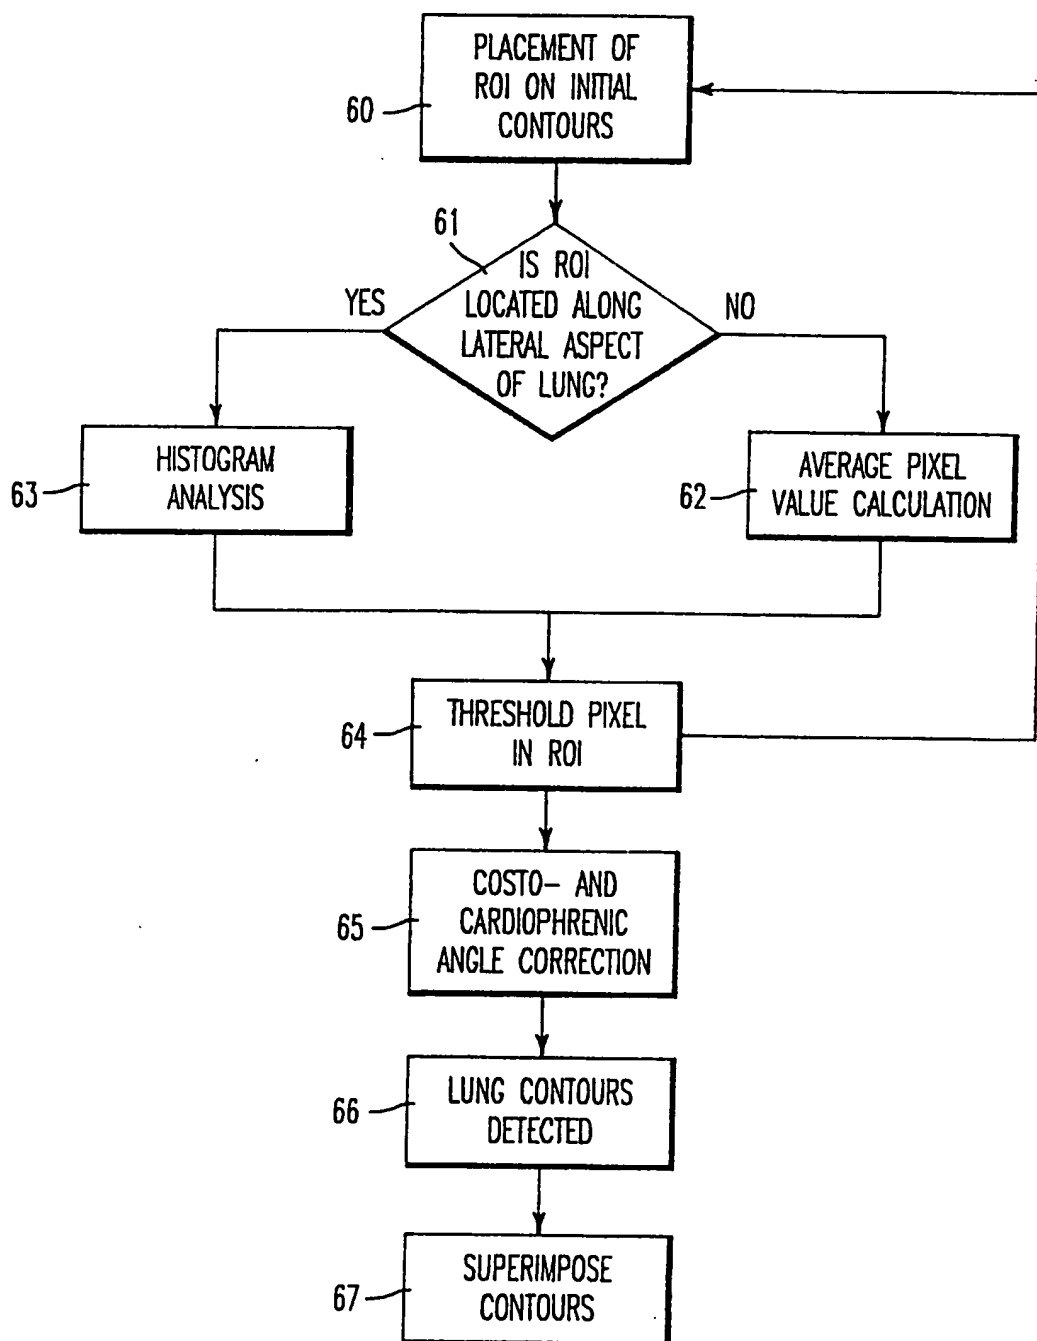 PLACEMENT OF
ROI ON INITIAL
CONTOURS
60
61
IS ROI
LOCATED ALONG
LATERAL ASPECT
OF LUNG?
YES
NO
HISTOGRAM
ANALYSIS
63
AVERAGE PIXEL
VALUE CALCULATION
62
THRESHOLD PIXEL
IN ROI
64
COSTO- AND
CARDIOPHRENIC
ANGLE CORRECTION
65
LUNG CONTOURS
DETECTED
66
SUPERIMPOSE
CONTOURS
67